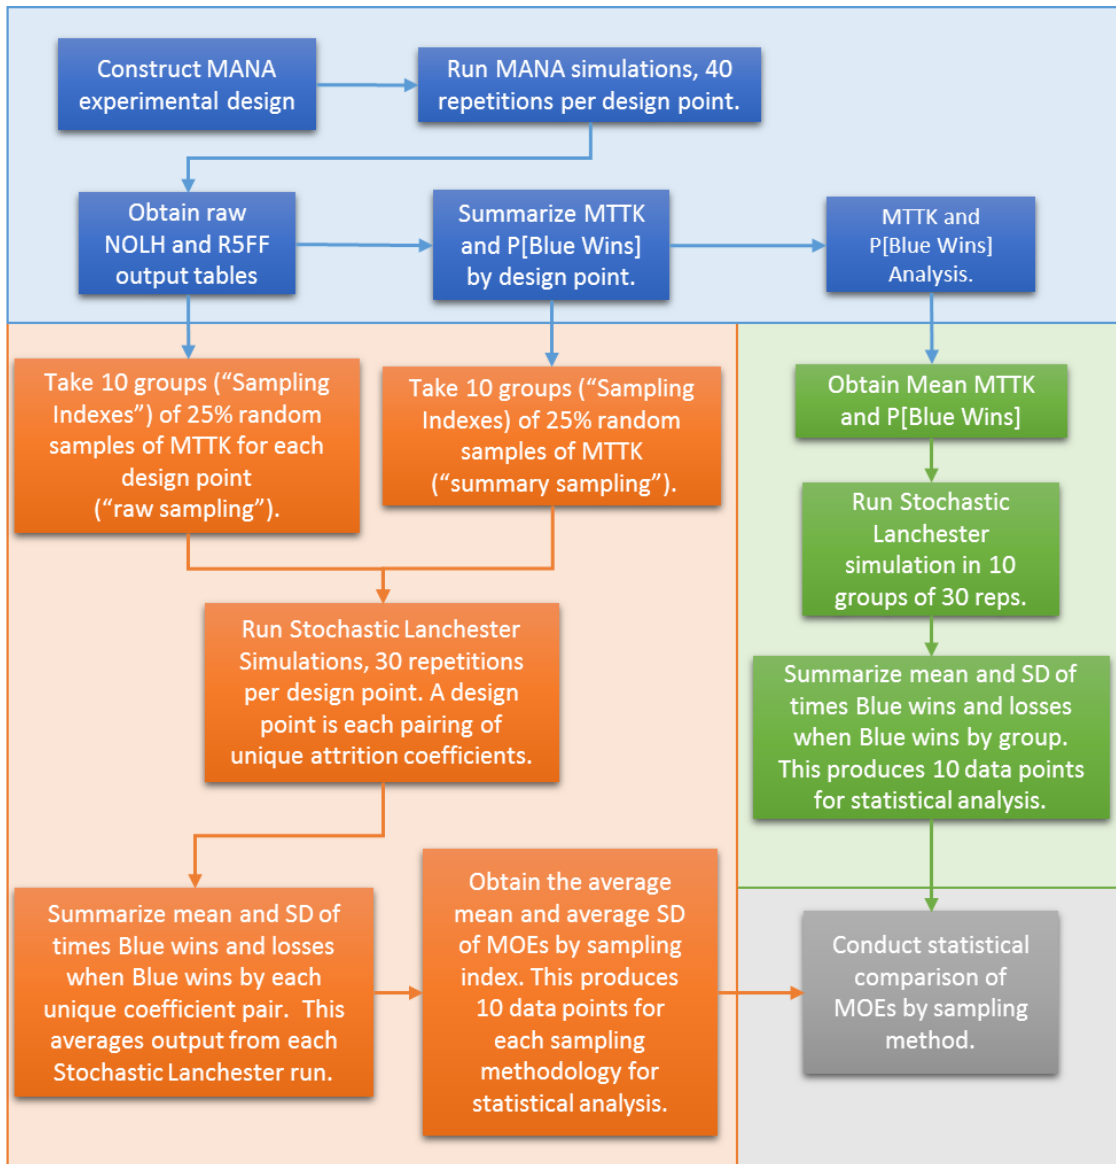 Construct MANA
experimental design
Run MANA simulations, 40
repetitions per design point.
Obtain raw
NOLH and R5FF
output tables
Summarize MTTK
and P[Blue Wins]
by design point.
MTTK and
P[Blue Wins]
Analysis.
Take 10 groups (“Sampling
Indexes”) of 25% random
samples of MTTK for each
design point
(“raw sampling”).
Take 10 groups (“Sampling
Indexes) of 25% random
samples of MTTK
(“summary sampling”).
Obtain Mean MTTK
and P[Blue Wins]
Run Stochastic
Lanchester
simulation in 10
groups of 30 reps.
Run Stochastic Lanchester
Simulations, 30 repetitions
per design point. A design
point is each pairing of
unique attrition coefficients.
Summarize mean and SD of
times Blue wins and losses
when Blue wins by group.
This produces 10 data points
for statistical analysis.
Summarize mean and SD of
times Blue wins and losses
when Blue wins by each
unique coefficient pair.  This
averages output from each
Stochastic Lanchester run.
Obtain the average
mean and average SD
of MOEs by sampling
index. This produces
10 data points for
each sampling
methodology for
statistical analysis.
Conduct statistical
comparison of
MOEs by sampling
method.